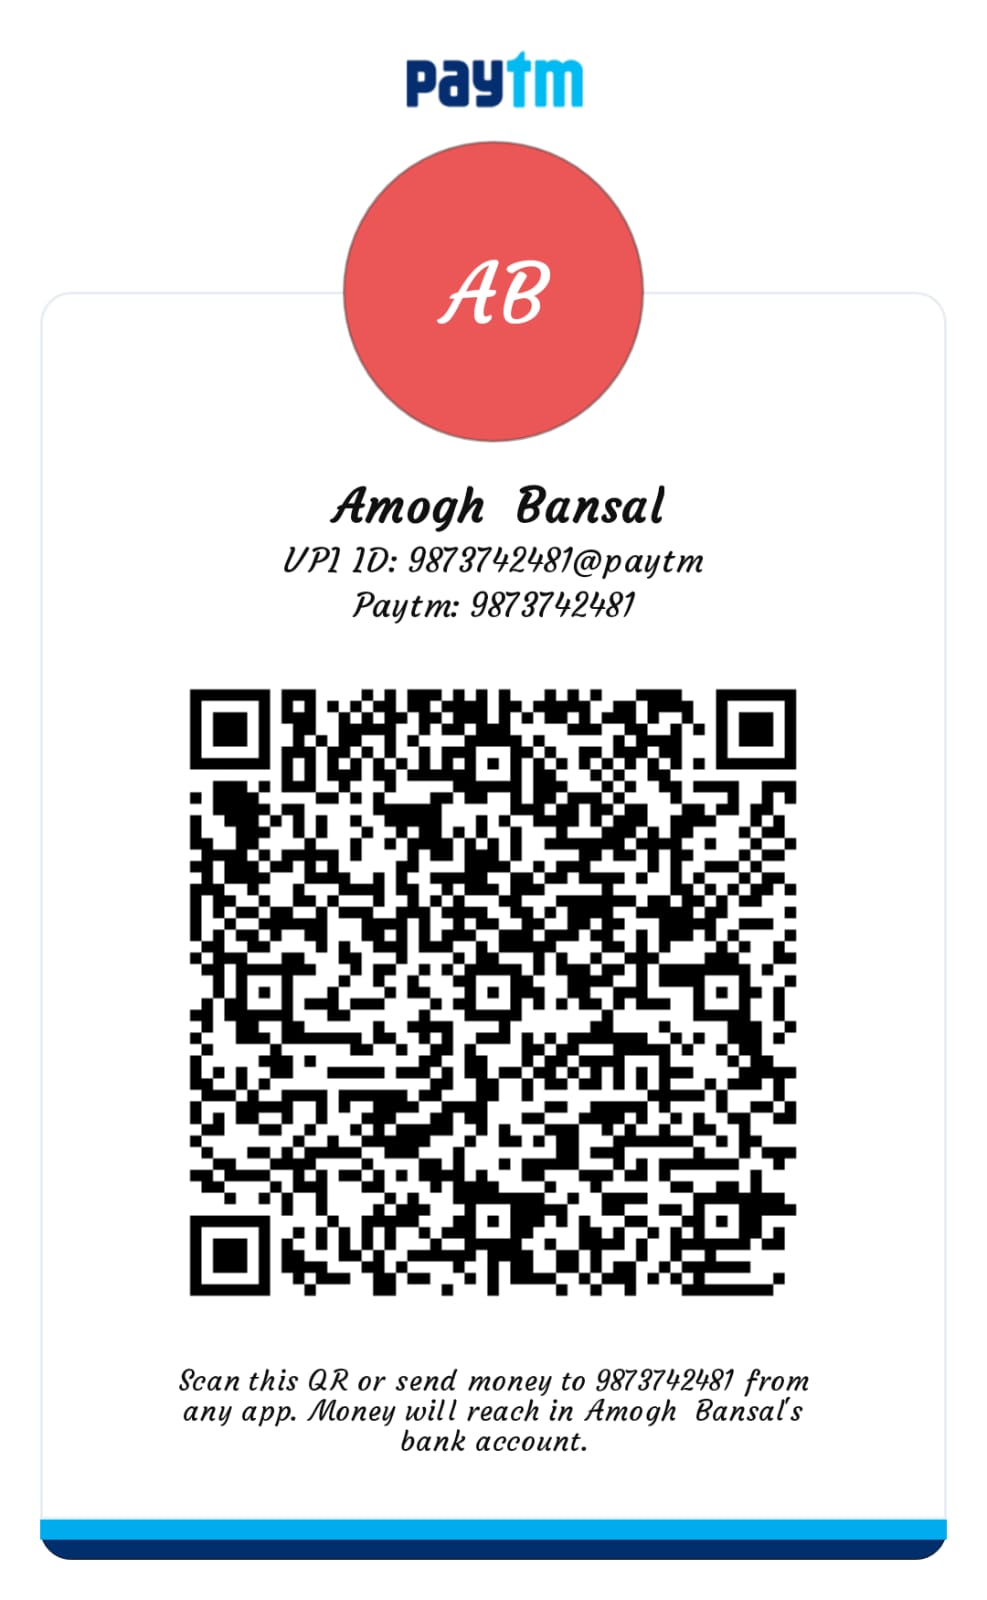 paytm
AB
Amogh Bansal
UPI ID: 9873742481@paytm
Paytm: 9873742481
Scan this QR or send money to 9873742481 from
any app. Money will reach in Amogh Bansal's
bank account.